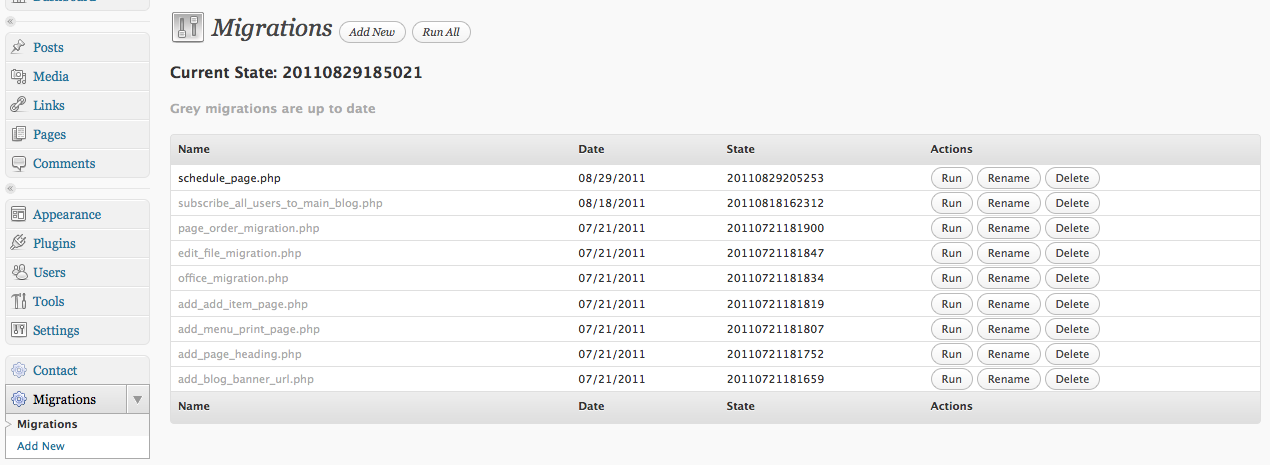 Dashboard
Posts
Media
Links
Pages
Comments
Appearance
Plugins
Users
Tools
Settings
Contact
Migrations
Migrations
Add New
Migrations Add New Run All
Current State: 20110829185021
Grey migrations are up to date
Name Date State Actions
schedule_page.php 08/29/2011 20110829205253 Run Rename Delete
subscribe_all_users_to_main_blog.php 08/18/2011 20110818162312 Run Rename Delete
page_order_migration.php 07/21/2011 20110721181900 Run Rename Delete
edit_file_migration.php 07/21/2011 20110721181847 Run Rename Delete
office_migration.php 07/21/2011 20110721181834 Run Rename Delete
add_add_item_page.php 07/21/2011 20110721181819 Run Rename Delete
add_menu_print_page.php 07/21/2011 20110721181807 Run Rename Delete
add_page_heading.php 07/21/2011 20110721181752 Run Rename Delete
add_blog_banner_url.php 07/21/2011 20110721181659 Run Rename Delete
Name Date State Actions